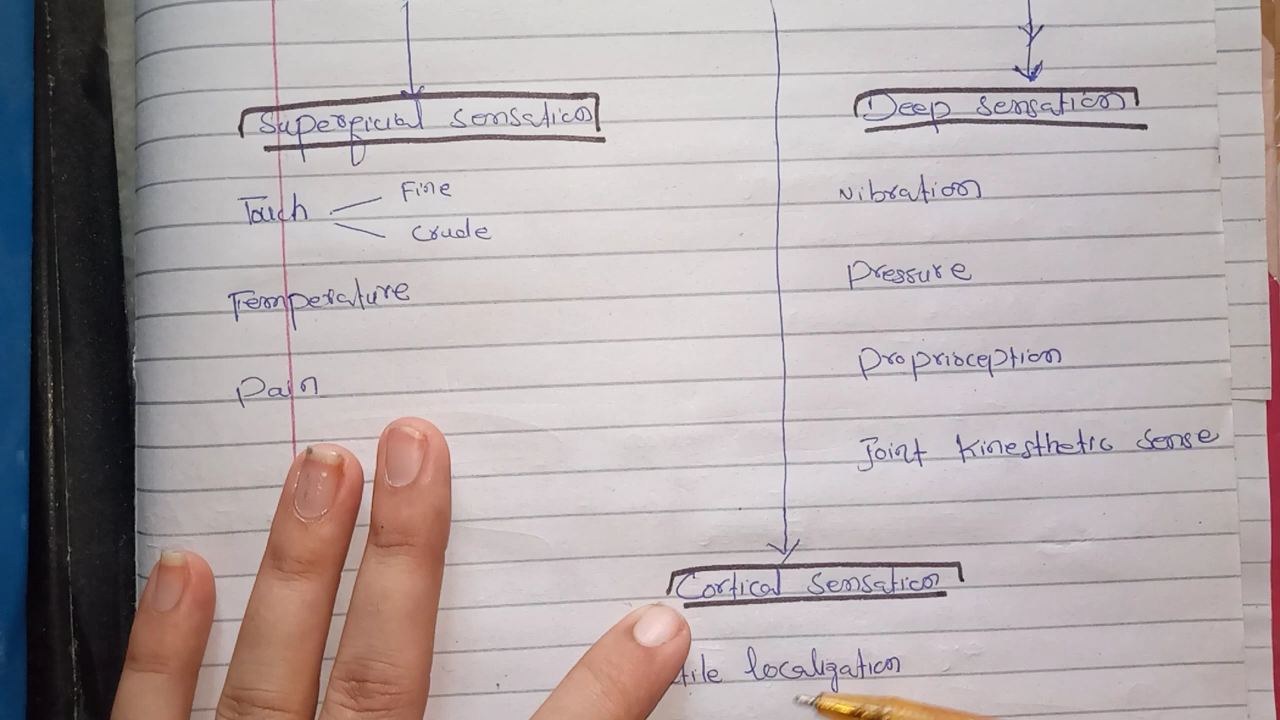 Superficial sensation
Deep sensation
Touch
Fine
Crude
Temperature
Pain
Vibration
Pressure
Proprioception
Joint Kinesthetic sense
Cortical sensation
localization